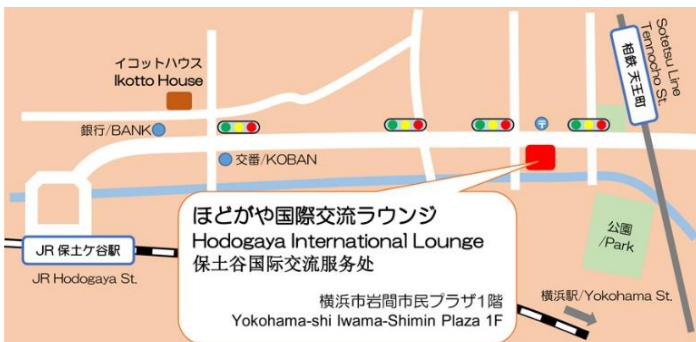 Sotetsu Line
Tennocho St.
相鉄 天王町
イコットハウス
Ikotto House
銀行/BANK
〒
交番/KOBAN
ほどがや国際交流ラウンジ
Hodogaya International Lounge
保土谷国际交流服务处
横浜市岩間市民プラザ1階
Yokohama-shi Iwama-Shimin Plaza 1F
公園
/Park
JR 保土ケ谷駅
JR Hodogaya St.
横浜駅/Yokohama St.